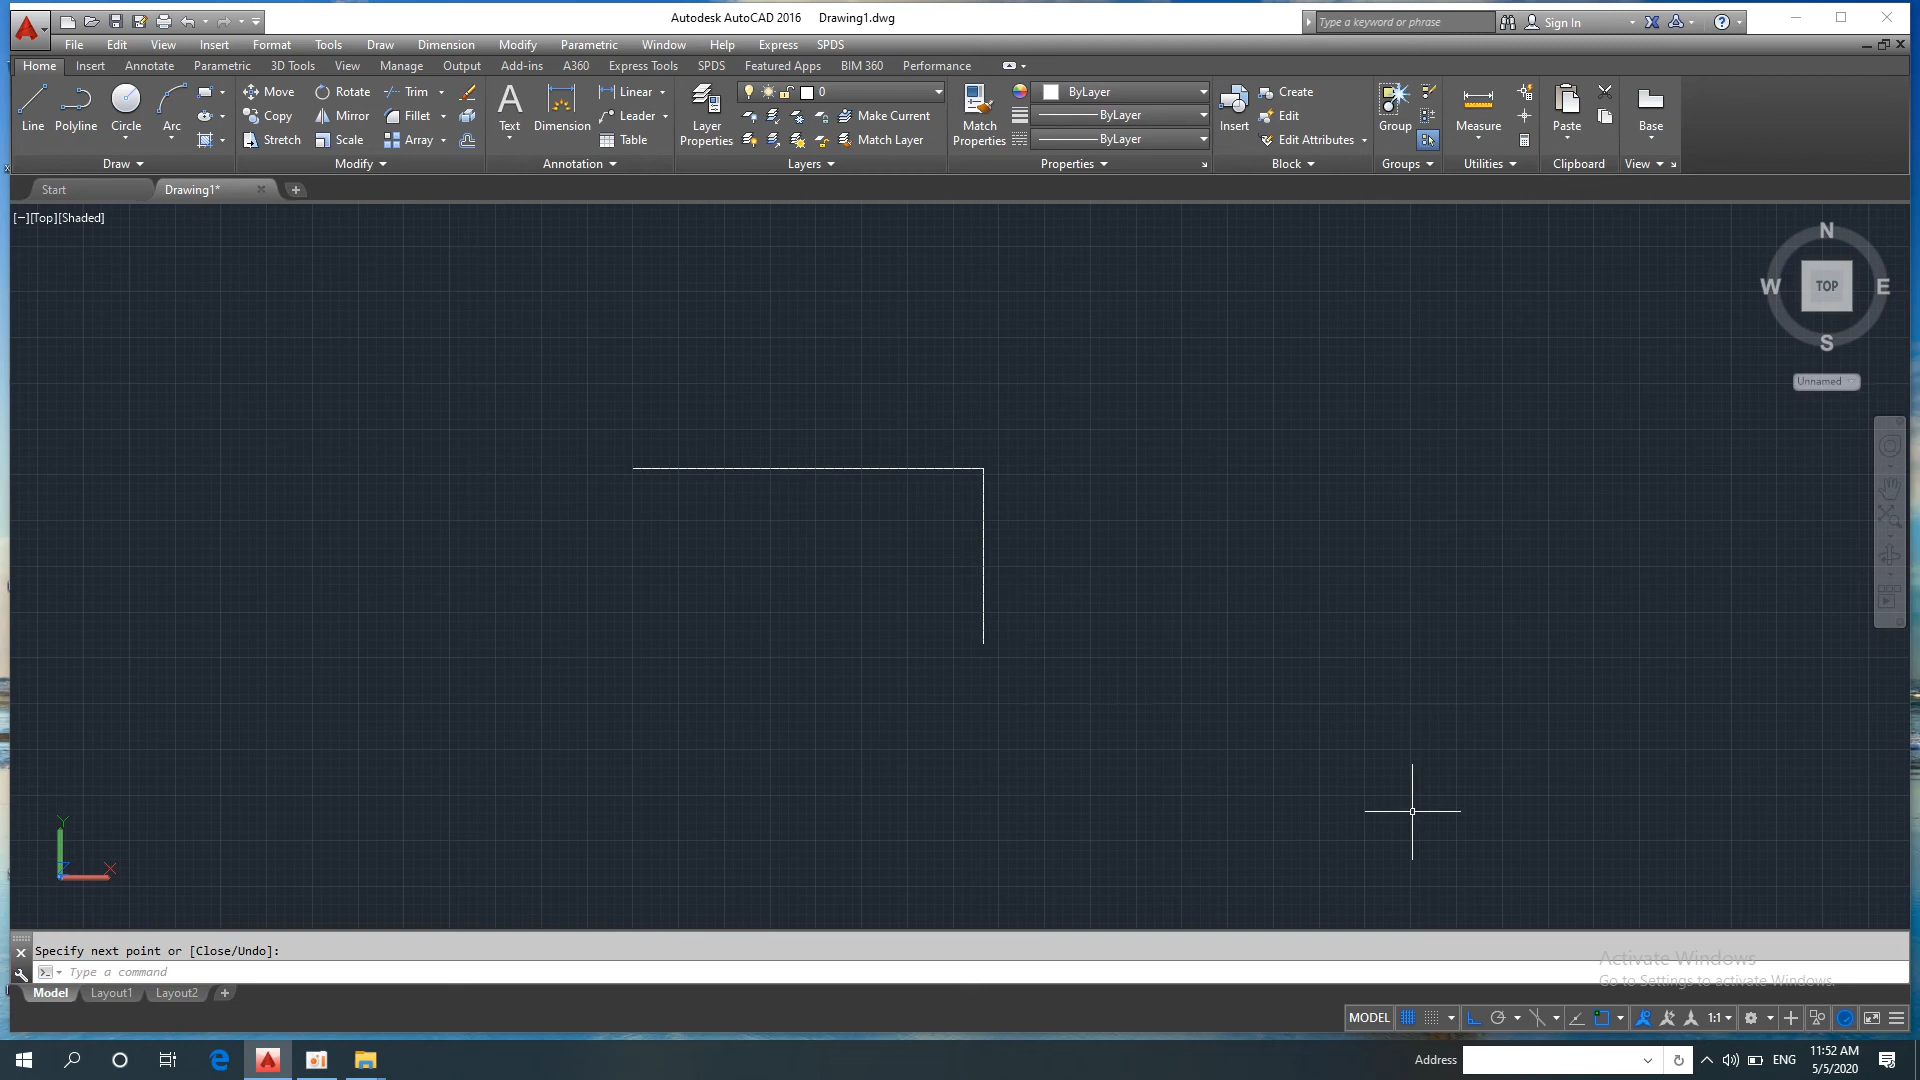 Autodesk AutoCAD 2016 Drawing1.dwg
Type a keyword or phrase
Sign In
File Edit View Insert Format Tools Draw Dimension Modify Parametric Window Help Express SPDS
Home Insert Annotate Parametric 3D Tools View Manage Output Add-ins A360 Express Tools SPDS Featured Apps BIM 360 Performance
Line Polyline Circle Arc
Move Rotate Trim
Copy Mirror Fillet
Stretch Scale Array
Text Dimension
Linear
Leader
Table
Layer Properties
0
Make Current
Match Layer
Match Properties
ByLayer
ByLayer
ByLayer
Insert
Create
Edit
Edit Attributes
Group
Measure
Paste
Base
Draw Modify Annotation Layers Properties Block Groups Utilities Clipboard View
Start Drawing1*
[−][Top][Shaded]
N
W TOP E
S
Unnamed
Y
Z X
Specify next point or [Close/Undo]:
Type a command
Activate Windows
Go to Settings to activate Windows.
Model Layout1 Layout2
MODEL 1:1
Address
ENG
11:52 AM
5/5/2020